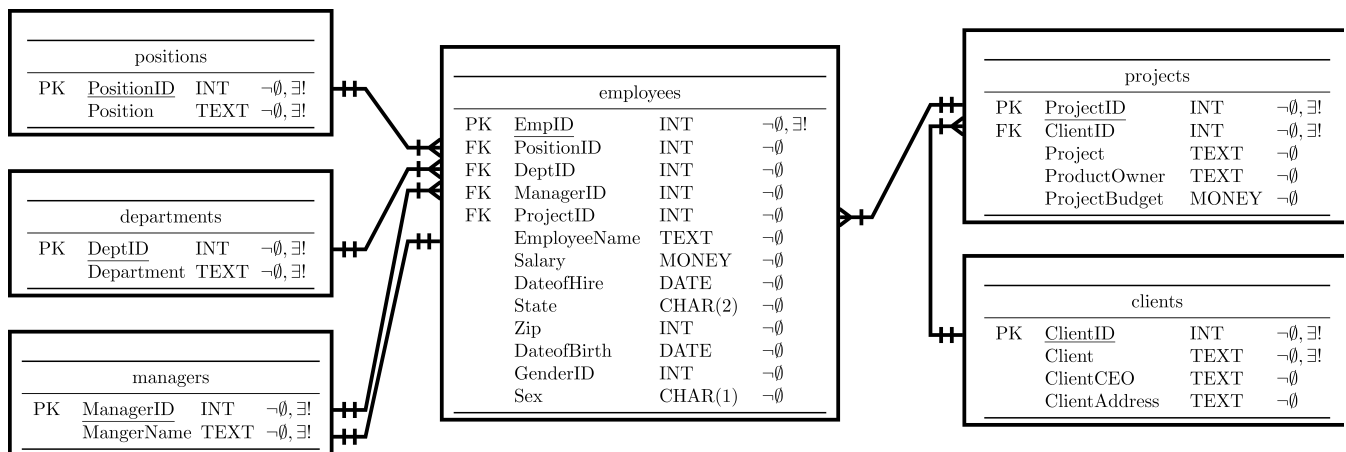 positions
PK PositionID INT ¬∅, ∃!
Position TEXT ¬∅, ∃!
departments
PK DeptID INT ¬∅, ∃!
Department TEXT ¬∅, ∃!
managers
PK ManagerID INT ¬∅, ∃!
MangerName TEXT ¬∅, ∃!
employees
PK EmpID INT ¬∅, ∃!
FK PositionID INT ¬∅
FK DeptID INT ¬∅
FK ManagerID INT ¬∅
FK ProjectID INT ¬∅
EmployeeName TEXT ¬∅
Salary MONEY ¬∅
DateofHire DATE ¬∅
State CHAR(2) ¬∅
Zip INT ¬∅
DateofBirth DATE ¬∅
GenderID INT ¬∅
Sex CHAR(1) ¬∅
projects
PK ProjectID INT ¬∅, ∃!
FK ClientID INT ¬∅, ∃!
Project TEXT ¬∅
ProductOwner TEXT ¬∅
ProjectBudget MONEY ¬∅
clients
PK ClientID INT ¬∅, ∃!
Client TEXT ¬∅, ∃!
ClientCEO TEXT ¬∅
ClientAddress TEXT ¬∅